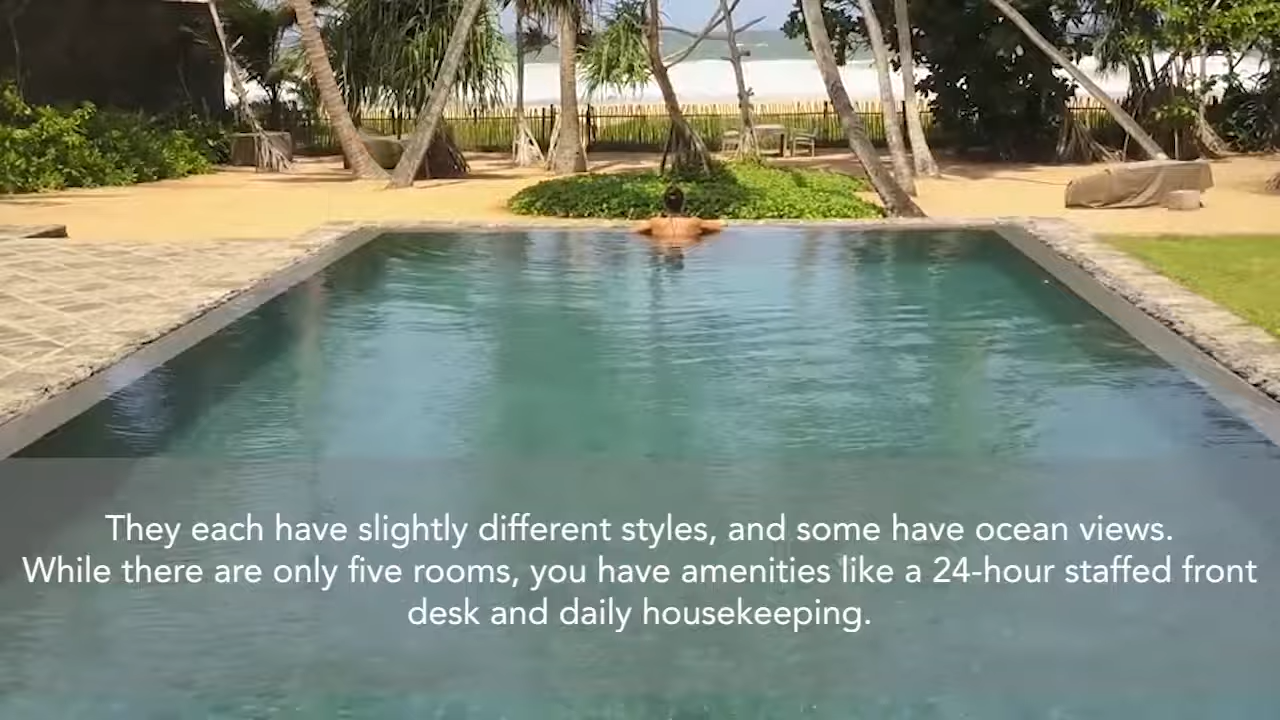 They each have slightly different styles, and some have ocean views.
While there are only five rooms, you have amenities like a 24-hour staffed front
desk and daily housekeeping.